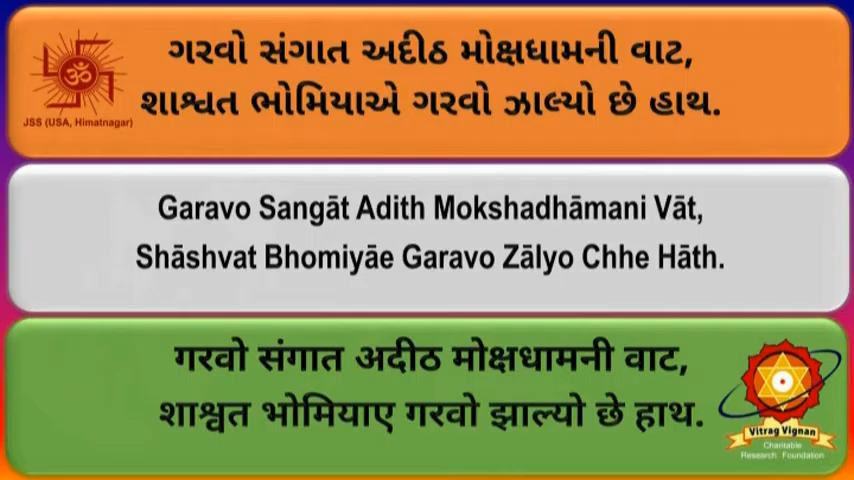 ગરવો સંગાત અદીઠ મોક્ષધામની વાટ,
શાશ્વત ભોમિયાએ ગરવો ઝાલ્યો છે હાથ.
ૐ
JSS (USA, Himatnagar)
Garavo Sangāt Adith Mokshadhāmani Vāt,
Shāshvat Bhomiyāe Garavo Zālyo Chhe Hāth.
गरवो संगात अदीठ मोक्षधामनी वाट,
शाश्वत भोमियाए गरवो झाल्यो छे हाथ.
Vitrag Vignan
Charitable
Research Foundation